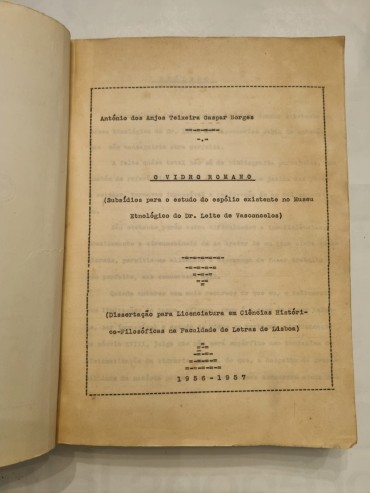 António dos Anjos Teixeira Gaspar Borges
O VIDRO ROMANO
(Subsídios para o estudo do espólio existente no Museu
Etnológico do Dr. Leite de Vasconcelos)
(Dissertação para Licenciatura em Ciências Históri-
co-Filosóficas na Faculdade de Letras de Lisboa)
1956-1957